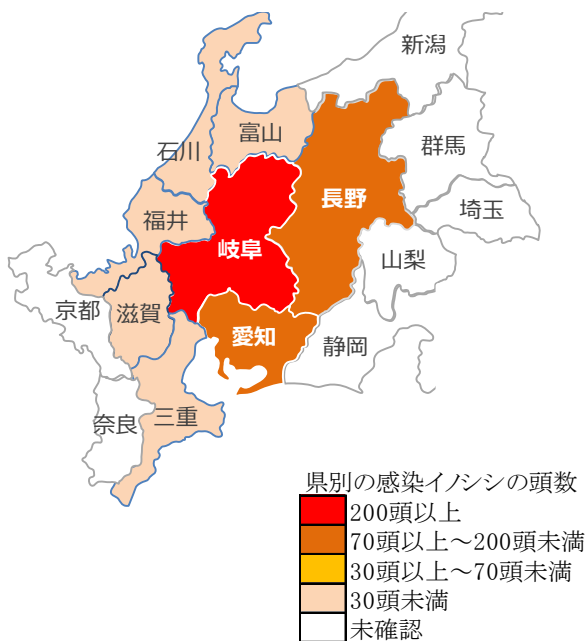 新潟
富山
石川
群馬
長野
福井
埼玉
岐阜
山梨
京都
滋賀
愛知
静岡
奈良
三重
県別の感染イノシシの頭数
200頭以上
70頭以上～200頭未満
30頭以上～70頭未満
30頭未満
未確認